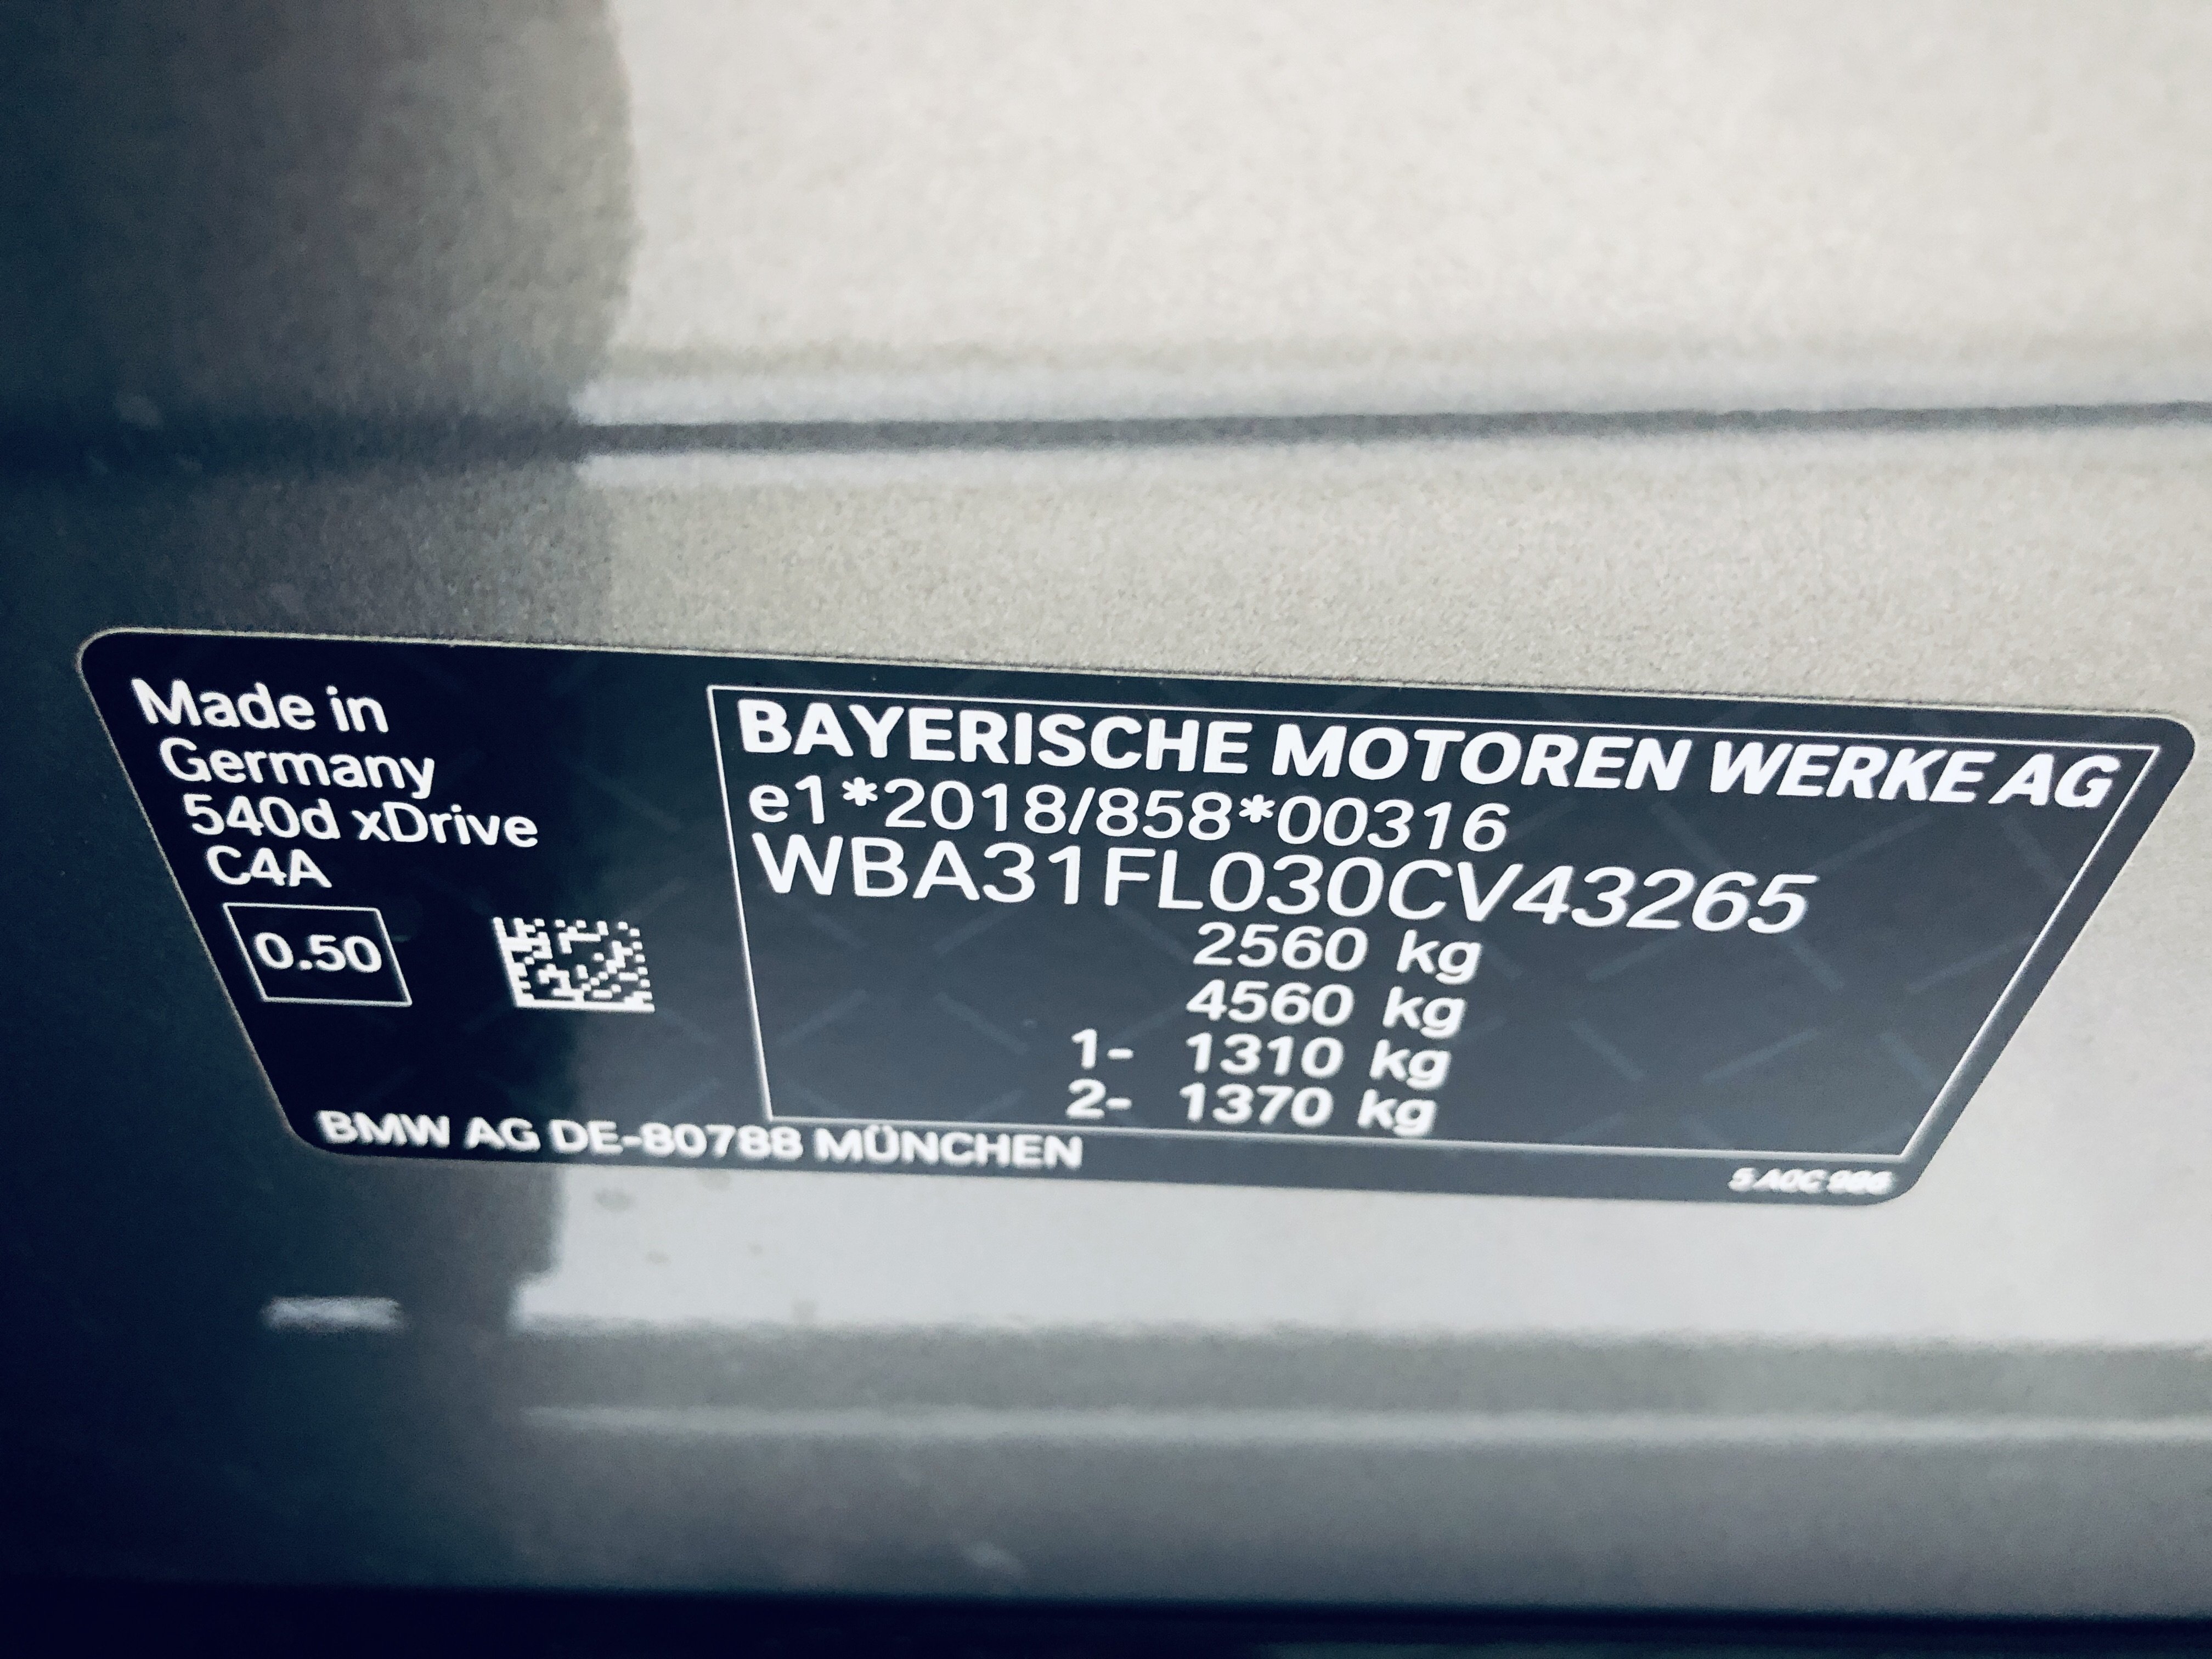 Made in
Germany
540d xDrive
C4A
0.50
BAYERISCHE MOTOREN WERKE AG
e1*2018/858*00316
WBA31FL030CV43265
2560 kg
4560 kg
1- 1310 kg
2- 1370 kg
BMW AG DE-80788 MÜNCHEN